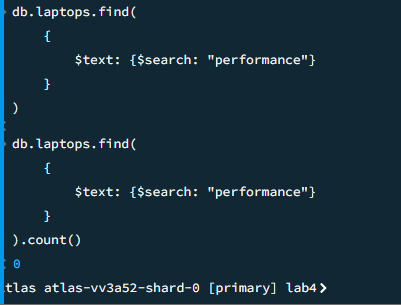 db.laptops.find(
{
$text: {$search: "performance"}
}
)
db.laptops.find(
{
$text: {$search: "performance"}
}
).count()
0
tlas atlas-vv3a52-shard-0 [primary] lab4>